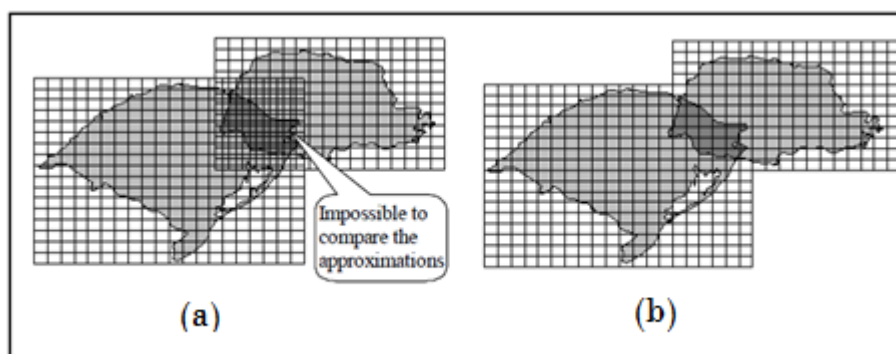 Impossible to
compare the
approximations
(a)
(b)